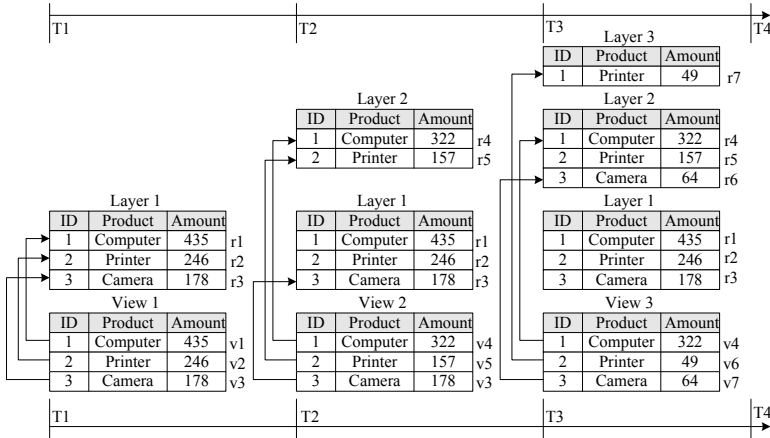 T1 T2 T3 T4
Layer 3
ID Product Amount
1 Printer 49 r7
Layer 2
ID Product Amount
1 Computer 322 r4
2 Printer 157 r5
Layer 2
ID Product Amount
1 Computer 322 r4
2 Printer 157 r5
3 Camera 64 r6
Layer 1
ID Product Amount
1 Computer 435 r1
2 Printer 246 r2
3 Camera 178 r3
Layer 1
ID Product Amount
1 Computer 435 r1
2 Printer 246 r2
3 Camera 178 r3
Layer 1
ID Product Amount
1 Computer 435 r1
2 Printer 246 r2
3 Camera 178 r3
View 1
ID Product Amount
1 Computer 435 v1
2 Printer 246 v2
3 Camera 178 v3
View 2
ID Product Amount
1 Computer 322 v4
2 Printer 157 v5
3 Camera 178 v3
View 3
ID Product Amount
1 Computer 322 v4
2 Printer 49 v6
3 Camera 64 v7
T1 T2 T3 T4